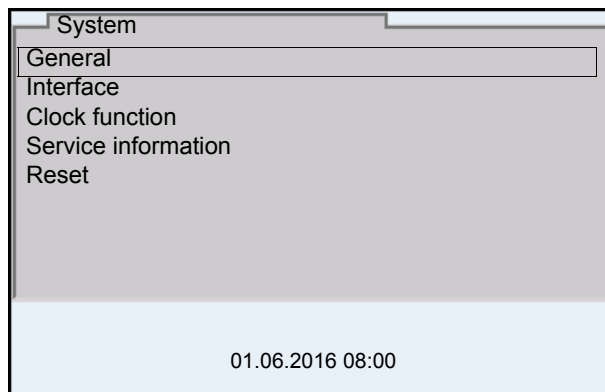 System
General
Interface
Clock function
Service information
Reset
01.06.2016 08:00